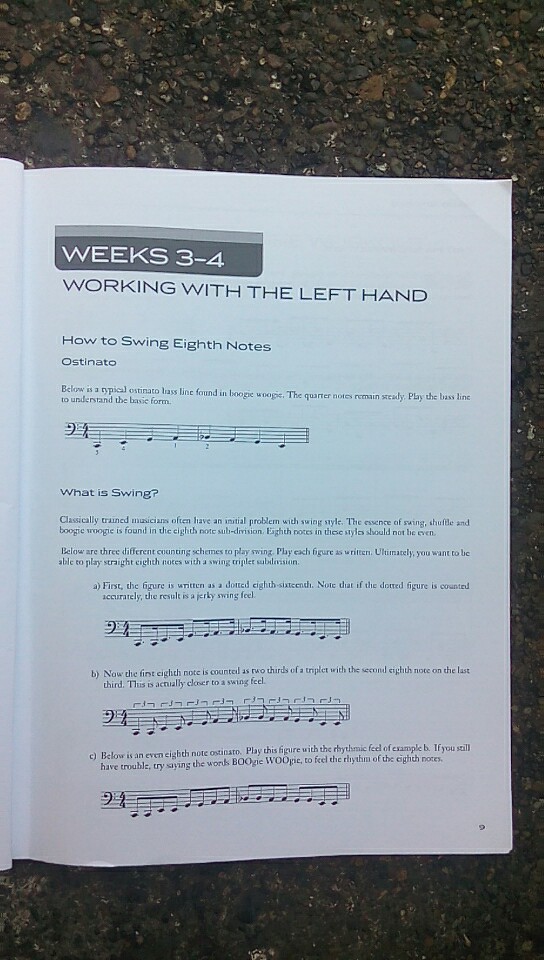 WEEKS 3–4
WORKING WITH THE LEFT HAND
How to Swing Eighth Notes
Ostinato
Below is a typical ostinato bass line found in boogie woogie. The quarter notes remain steady. Play the bass line
to understand the basic form.
5 4 1 2
What is Swing?
Classically trained musicians often have an initial problem with swing style. The essence of swing, shuffle and
boogie woogie is found in the eighth note sub-division. Eighth notes in these styles should not be even.
Below are three different counting schemes to play swing. Play each figure as written. Ultimately, you want to be
able to play straight eighth notes with a swing triplet subdivision.
a) First, the figure is written as a dotted eighth-sixteenth. Note that if the dotted figure is counted
accurately, the result is a jerky swing feel.
b) Now the first eighth note is counted as two thirds of a triplet with the second eighth note on the last
third. This is actually closer to a swing feel.
3 3 3 3 3 3 3 3
c) Below is an even eighth note ostinato. Play this figure with the rhythmic feel of example b. If you still
have trouble, try saying the words BOOgie WOOgie, to feel the rhythm of the eighth notes.
9